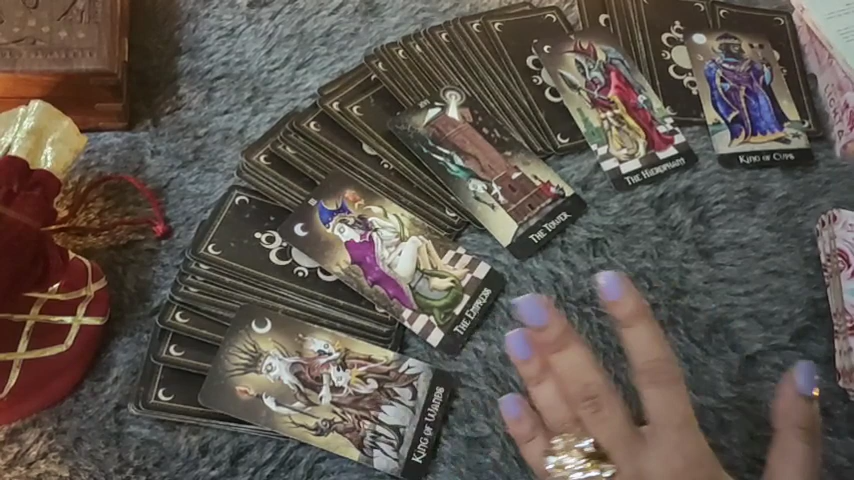 King of Wands
The Empress
The Tower
The Hierophant
King of Cups